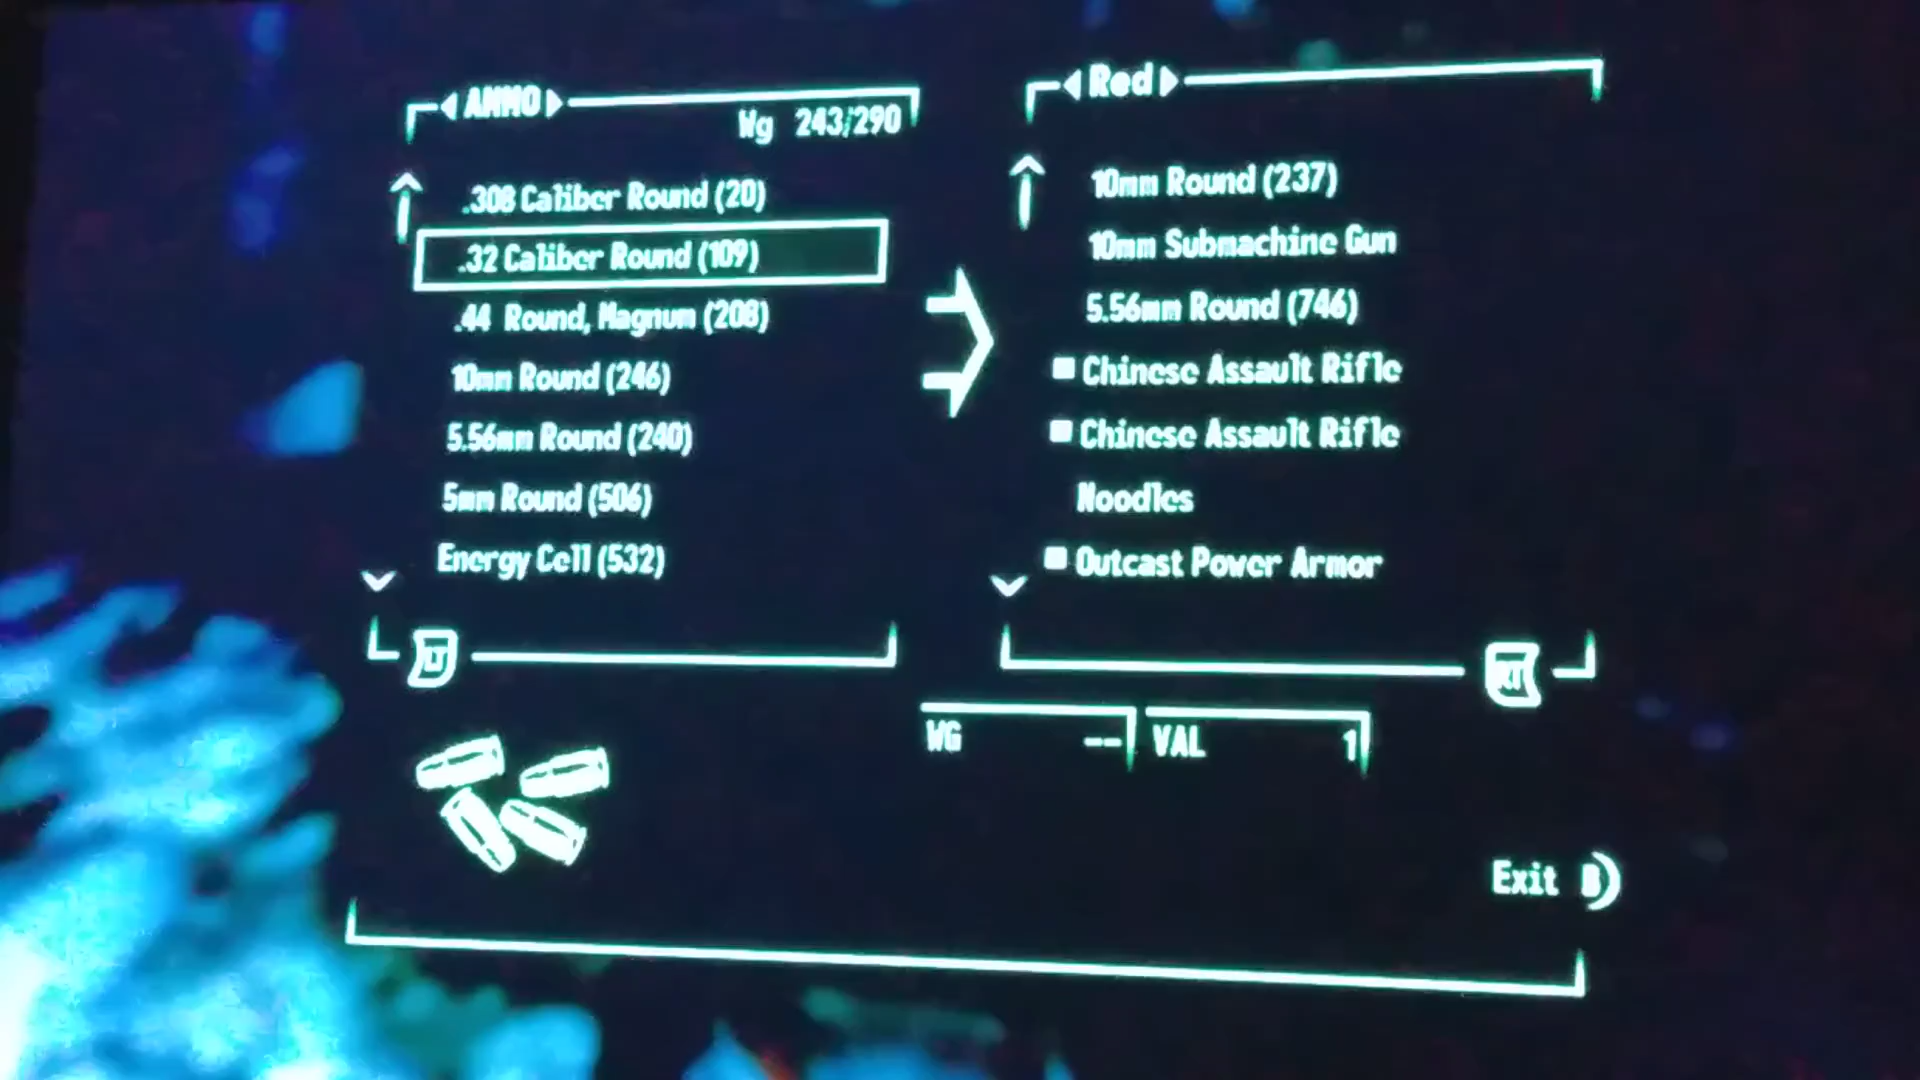 AMMO
Wg 243/290
.308 Caliber Round (20)
.32 Caliber Round (109)
.44 Round, Magnum (208)
10mm Round (246)
5.56mm Round (240)
5mm Round (506)
Energy Cell (532)
LT
Red
10mm Round (237)
10mm Submachine Gun
5.56mm Round (746)
Chinese Assault Rifle
Chinese Assault Rifle
Noodles
Outcast Power Armor
RT
WG --
VAL 1
Exit B)